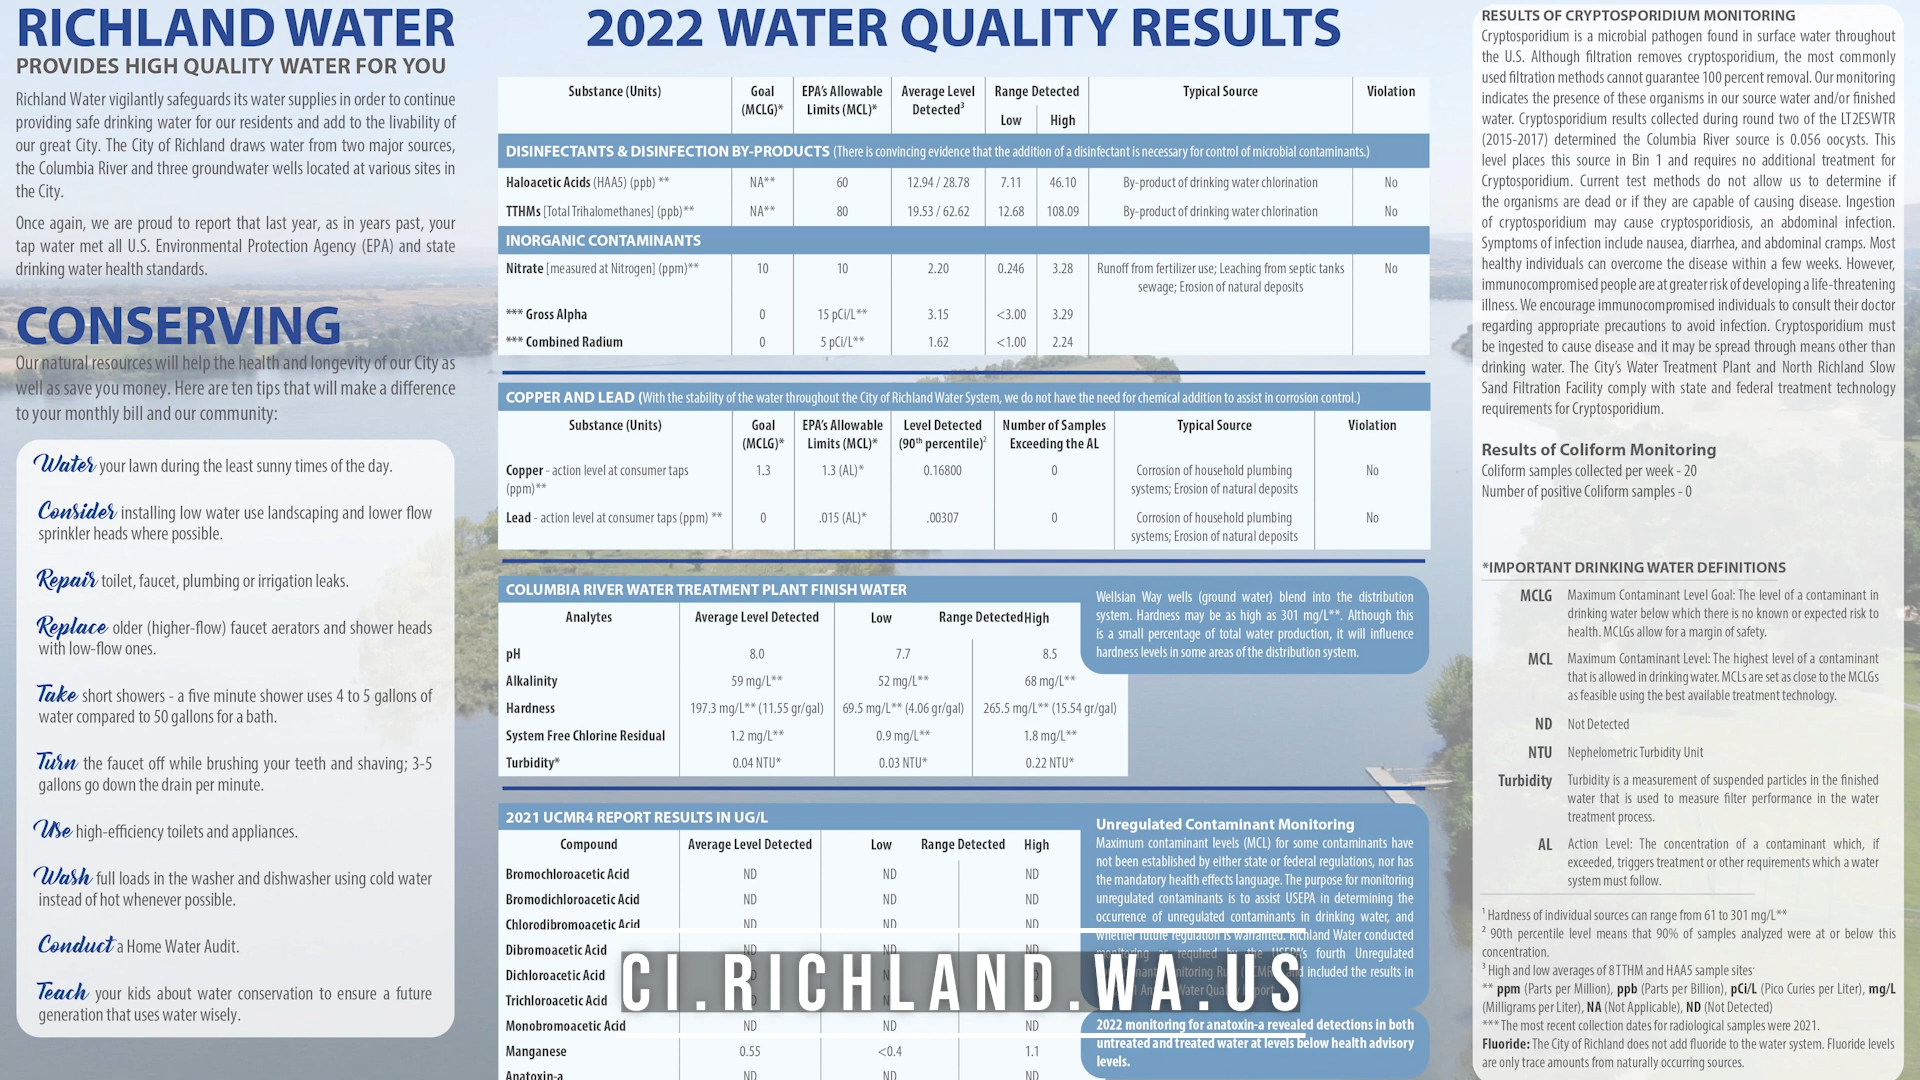 RICHLAND WATER
PROVIDES HIGH QUALITY WATER FOR YOU
Richland Water vigilantly safeguards its water supplies in order to continue
providing safe drinking water for our residents and add to the livability of
our great City. The City of Richland draws water from two major sources,
the Columbia River and three groundwater wells located at various sites in
the City.
Once again, we are proud to report that last year, as in years past, your
tap water met all U.S. Environmental Protection Agency (EPA) and state
drinking water health standards.
CONSERVING
Our natural resources will help the health and longevity of our City as
well as save you money. Here are ten tips that will make a difference
to your monthly bill and our community:
Water your lawn during the least sunny times of the day.
Consider installing low water use landscaping and lower flow
sprinkler heads where possible.
Repair toilet, faucet, plumbing or irrigation leaks.
Replace older (higher-flow) faucet aerators and shower heads
with low-flow ones.
Take short showers - a five minute shower uses 4 to 5 gallons of
water compared to 50 gallons for a bath.
Turn the faucet off while brushing your teeth and shaving; 3-5
gallons go down the drain per minute.
Use high-efficiency toilets and appliances.
Wash full loads in the washer and dishwasher using cold water
instead of hot whenever possible.
Conduct a Home Water Audit.
Teach your kids about water conservation to ensure a future
generation that uses water wisely.
2022 WATER QUALITY RESULTS
Substance (Units) Goal (MCLG)* EPA's Allowable Limits (MCL)* Average Level Detected³ Range Detected Low High Typical Source Violation
DISINFECTANTS & DISINFECTION BY-PRODUCTS (There is convincing evidence that the addition of a disinfectant is necessary for control of microbial contaminants.)
Haloacetic Acids (HAA5) (ppb) ** NA** 60 12.94 / 28.78 7.11 46.10 By-product of drinking water chlorination No
TTHMs [Total Trihalomethanes] (ppb)** NA** 80 19.53 / 62.62 12.68 108.09 By-product of drinking water chlorination No
INORGANIC CONTAMINANTS
Nitrate [measured at Nitrogen] (ppm)** 10 10 2.20 0.246 3.28 Runoff from fertilizer use; Leaching from septic tanks No
sewage; Erosion of natural deposits
*** Gross Alpha 0 15 pCi/L** 3.15 <3.00 3.29
*** Combined Radium 0 5 pCi/L** 1.62 <1.00 2.24
COPPER AND LEAD (With the stability of the water throughout the City of Richland Water System, we do not have the need for chemical addition to assist in corrosion control.)
Substance (Units) Goal (MCLG)* EPA's Allowable Limits (MCL)* Level Detected (90th percentile)² Number of Samples Exceeding the AL Typical Source Violation
Copper - action level at consumer taps 1.3 1.3 (AL)* 0.16800 0 Corrosion of household plumbing No
(ppm)** systems; Erosion of natural deposits
Lead - action level at consumer taps (ppm) ** 0 .015 (AL)* .00307 0 Corrosion of household plumbing No
systems; Erosion of natural deposits
COLUMBIA RIVER WATER TREATMENT PLANT FINISH WATER
Analytes Average Level Detected Low Range Detected High
pH 8.0 7.7 8.5
Alkalinity 59 mg/L** 52 mg/L** 68 mg/L**
Hardness 197.3 mg/L** (11.55 gr/gal) 69.5 mg/L** (4.06 gr/gal) 265.5 mg/L** (15.54 gr/gal)
System Free Chlorine Residual 1.2 mg/L** 0.9 mg/L** 1.8 mg/L**
Turbidity* 0.04 NTU* 0.03 NTU* 0.22 NTU*
Wellsian Way wells (ground water) blend into the distribution
system. Hardness may be as high as 301 mg/L**. Although this
is a small percentage of total water production, it will influence
hardness levels in some areas of the distribution system.
2021 UCMR4 REPORT RESULTS IN UG/L
Compound Average Level Detected Low Range Detected High
Bromochloroacetic Acid ND ND ND
Bromodichloroacetic Acid ND ND ND
Chlorodibromoacetic Acid ND ND ND
Dibromoacetic Acid ND ND ND
Dichloroacetic Acid
Trichloroacetic Acid
Monobromoacetic Acid ND ND ND
Manganese 0.55 <0.4 1.1
Anatoxin-a ND ND ND
Unregulated Contaminant Monitoring
Maximum contaminant levels (MCL) for some contaminants have
not been established by either state or federal regulations, nor has
the mandatory health effects language. The purpose for monitoring
unregulated contaminants is to assist USEPA in determining the
occurrence of unregulated contaminants in drinking water, and
whether future regulation is warranted. Richland Water conducted
monitoring as required by the USEPA's fourth Unregulated
Monitoring included the results in
Water Quality Report.
2022 monitoring for anatoxin-a revealed detections in both
untreated and treated water at levels below health advisory
levels.
CI.RICHLAND.WA.US
RESULTS OF CRYPTOSPORIDIUM MONITORING
Cryptosporidium is a microbial pathogen found in surface water throughout
the U.S. Although filtration removes cryptosporidium, the most commonly
used filtration methods cannot guarantee 100 percent removal. Our monitoring
indicates the presence of these organisms in our source water and/or finished
water. Cryptosporidium results collected during round two of the LT2ESWTR
(2015-2017) determined the Columbia River source is 0.056 oocysts. This
level places this source in Bin 1 and requires no additional treatment for
Cryptosporidium. Current test methods do not allow us to determine if
the organisms are dead or if they are capable of causing disease. Ingestion
of cryptosporidium may cause cryptosporidiosis, an abdominal infection.
Symptoms of infection include nausea, diarrhea, and abdominal cramps. Most
healthy individuals can overcome the disease within a few weeks. However,
immunocompromised people are at greater risk of developing a life-threatening
illness. We encourage immunocompromised individuals to consult their doctor
regarding appropriate precautions to avoid infection. Cryptosporidium must
be ingested to cause disease and it may be spread through means other than
drinking water. The City's Water Treatment Plant and North Richland Slow
Sand Filtration Facility comply with state and federal treatment technology
requirements for Cryptosporidium.
Results of Coliform Monitoring
Coliform samples collected per week - 20
Number of positive Coliform samples - 0
*IMPORTANT DRINKING WATER DEFINITIONS
MCLG Maximum Contaminant Level Goal: The level of a contaminant in
drinking water below which there is no known or expected risk to
health. MCLGs allow for a margin of safety.
MCL Maximum Contaminant Level: The highest level of a contaminant
that is allowed in drinking water. MCLs are set as close to the MCLGs
as feasible using the best available treatment technology.
ND Not Detected
NTU Nephelometric Turbidity Unit
Turbidity Turbidity is a measurement of suspended particles in the finished
water that is used to measure filter performance in the water
treatment process.
AL Action Level: The concentration of a contaminant which, if
exceeded, triggers treatment or other requirements which a water
system must follow.
¹ Hardness of individual sources can range from 61 to 301 mg/L**
² 90th percentile level means that 90% of samples analyzed were at or below this
concentration.
³ High and low averages of 8 TTHM and HAA5 sample sites
** ppm (Parts per Million), ppb (Parts per Billion), pCi/L (Pico Curies per Liter), mg/L
(Milligrams per Liter), NA (Not Applicable), ND (Not Detected)
*** The most recent collection dates for radiological samples were 2021.
Fluoride: The City of Richland does not add fluoride to the water system. Fluoride levels
are only trace amounts from naturally occurring sources.